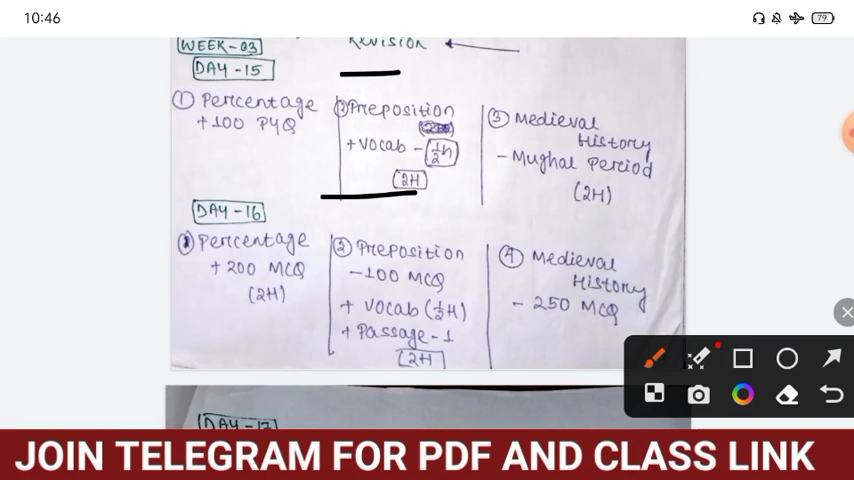 10:46
79
WEEK-03
Revision
DAY-15
① Percentage
+100 PYQ
② Preposition
+ Vocab - 1/2 h
2H
③ Medieval
History
- Mughal Period
(2H)
DAY-16
① Percentage
+ 200 MCQ
(2H)
② Preposition
- 100 MCQ
+ Vocab (1/2 H)
+ Passage - 1
2H
④ Medieval
History
- 250 MCQ
DAY-17
JOIN TELEGRAM FOR PDF AND CLASS LINK